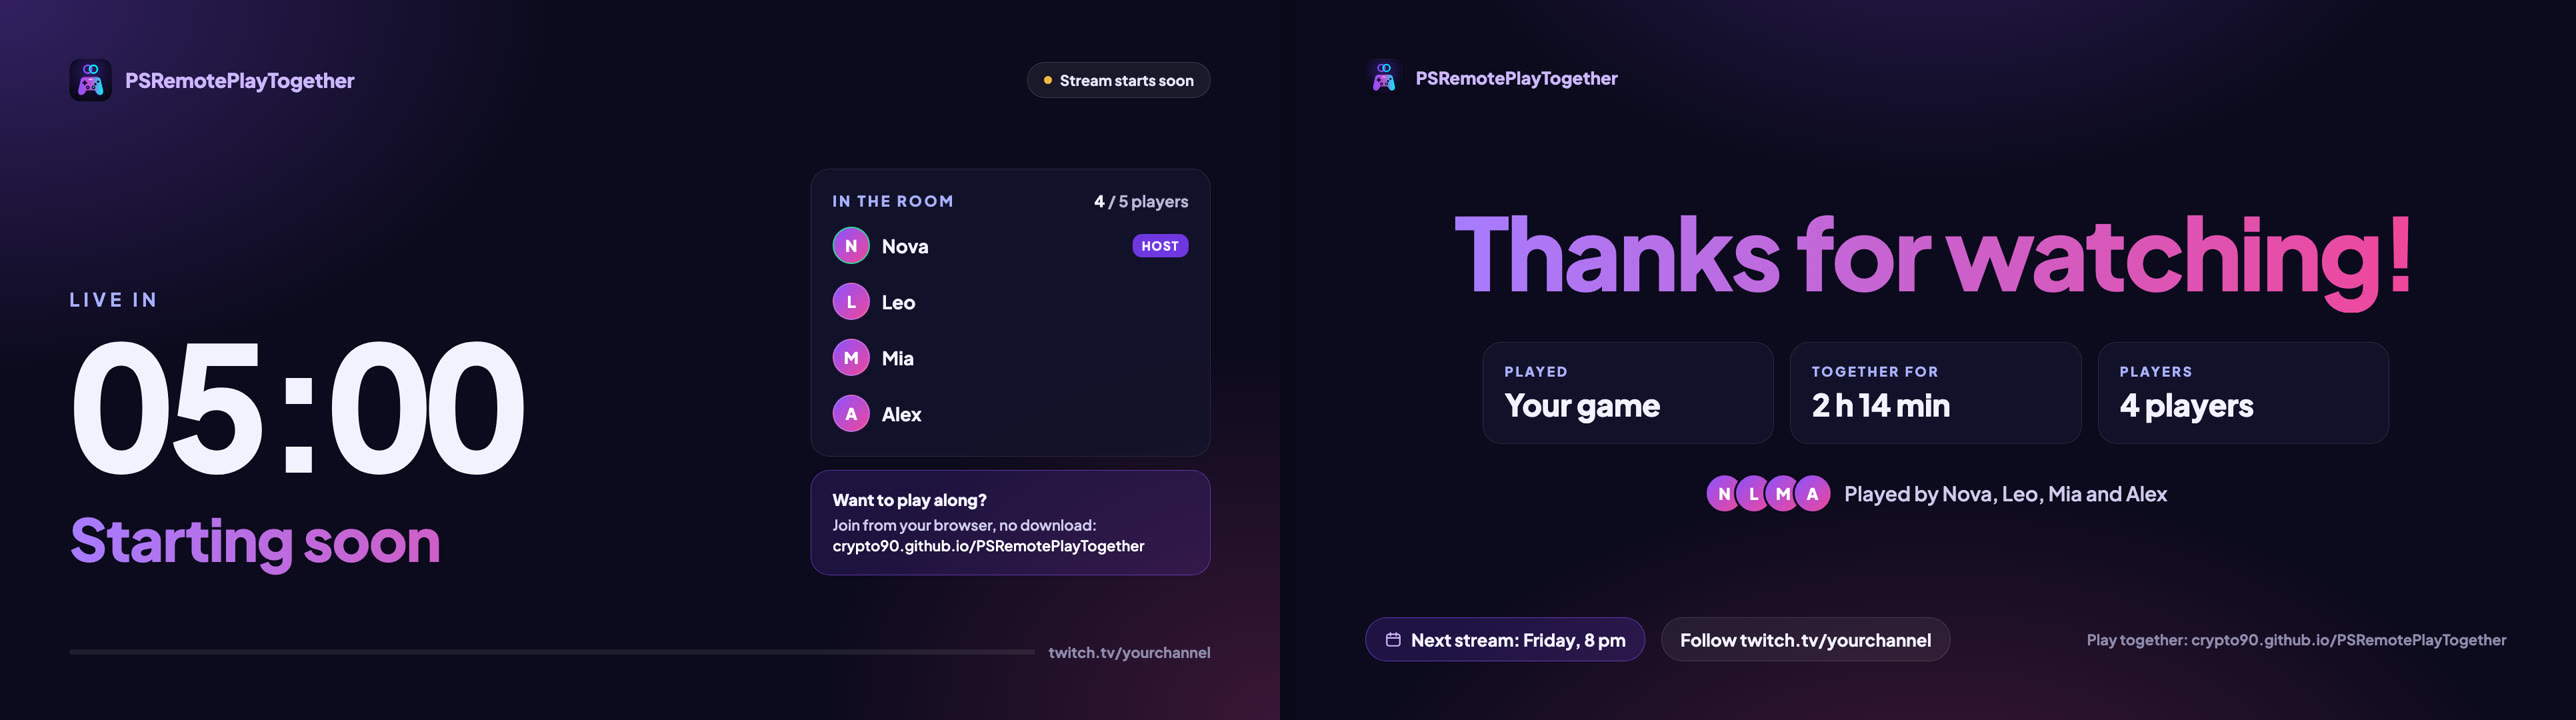 PSRemotePlayTogether
Stream starts soon
LIVE IN
05:00
Starting soon
IN THE ROOM
4 / 5 players
N Nova HOST
L Leo
M Mia
A Alex
Want to play along?
Join from your browser, no download:
crypto90.github.io/PSRemotePlayTogether
twitch.tv/yourchannel
PSRemotePlayTogether
Thanks for watching!
PLAYED
Your game
TOGETHER FOR
2 h 14 min
PLAYERS
4 players
N L M A Played by Nova, Leo, Mia and Alex
Next stream: Friday, 8 pm
Follow twitch.tv/yourchannel
Play together: crypto90.github.io/PSRemotePlayTogether